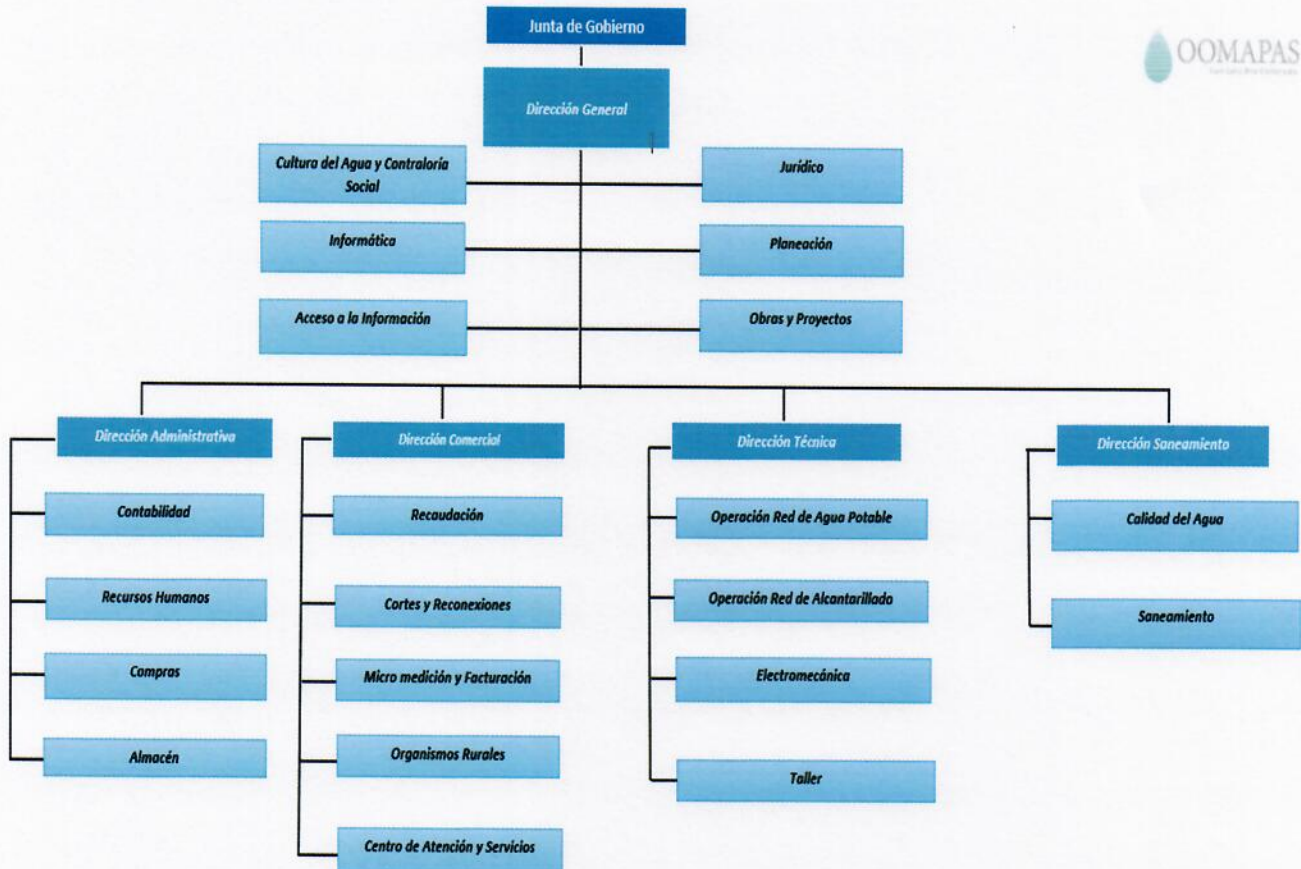 Junta de Gobierno
OOMAPAS
Dirección General
Cultura del Agua y Contraloría
Social
Jurídico
Informática
Planeación
Acceso a la Información
Obras y Proyectos
Dirección Administrativa
Contabilidad
Recursos Humanos
Compras
Almacén
Dirección Comercial
Recaudación
Cortes y Reconexiones
Micro medición y Facturación
Organismos Rurales
Centro de Atención y Servicios
Dirección Técnica
Operación Red de Agua Potable
Operación Red de Alcantarillado
Electromecánica
Taller
Dirección Saneamiento
Calidad del Agua
Saneamiento